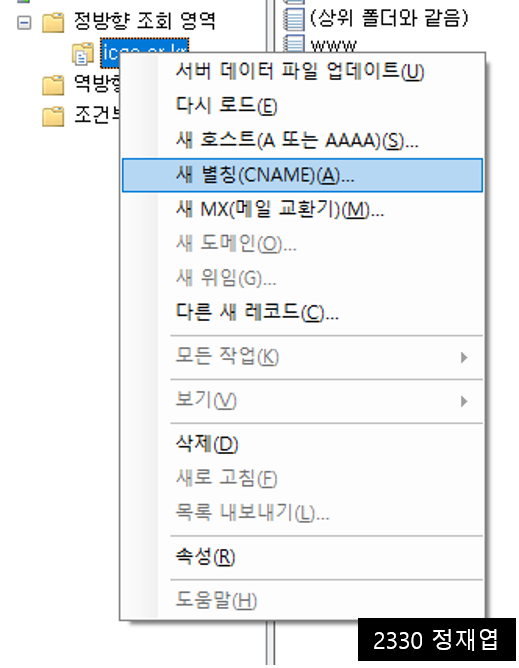 정방향 조회 영역
(상위 폴더와 같음)
www
서버 데이터 파일 업데이트(U)
역방향
다시 로드(E)
조건부
새 호스트(A 또는 AAAA)(S)...
새 별칭(CNAME)(A)...
새 MX(메일 교환기)(M)...
새 도메인(O)...
새 위임(G)...
다른 새 레코드(C)...
모든 작업(K)
보기(V)
삭제(D)
새로 고침(F)
목록 내보내기(L)...
속성(R)
도움말(H)
2330 정재엽